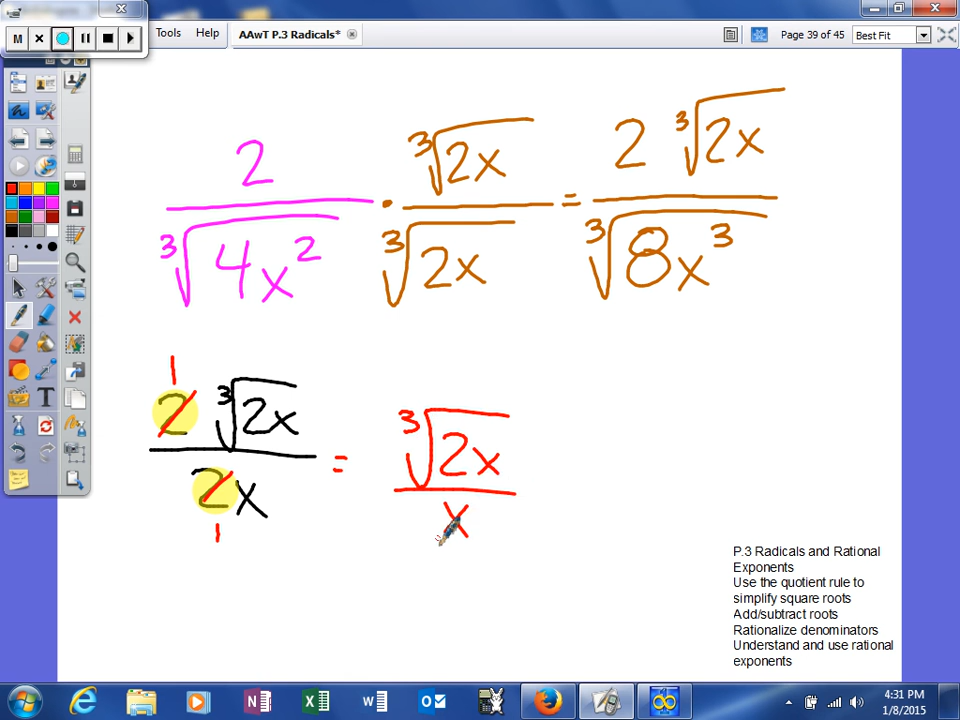 M
Tools Help
AAwT P.3 Radicals*
Page 39 of 45
Best Fit
2/∛(4x²) · ∛(2x)/∛(2x) = 2∛(2x)/∛(8x³)
1
2∛(2x)/2x = ∛(2x)/x
1
P.3 Radicals and Rational
Exponents
Use the quotient rule to
simplify square roots
Add/subtract roots
Rationalize denominators
Understand and use rational
exponents
4:31 PM
1/8/2015